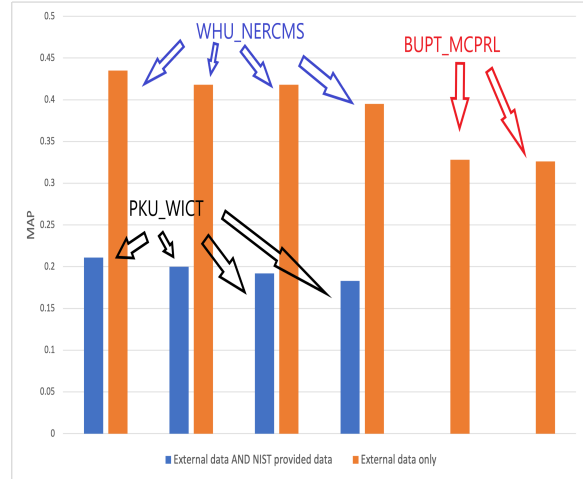 0.5
WHU_NERCMS
BUPT_MCPRL
0.45
0.4
0.35
0.3
PKU_WICT
0.25
MAP
0.2
0.15
0.1
0.05
0
External data AND NIST provided data
External data only